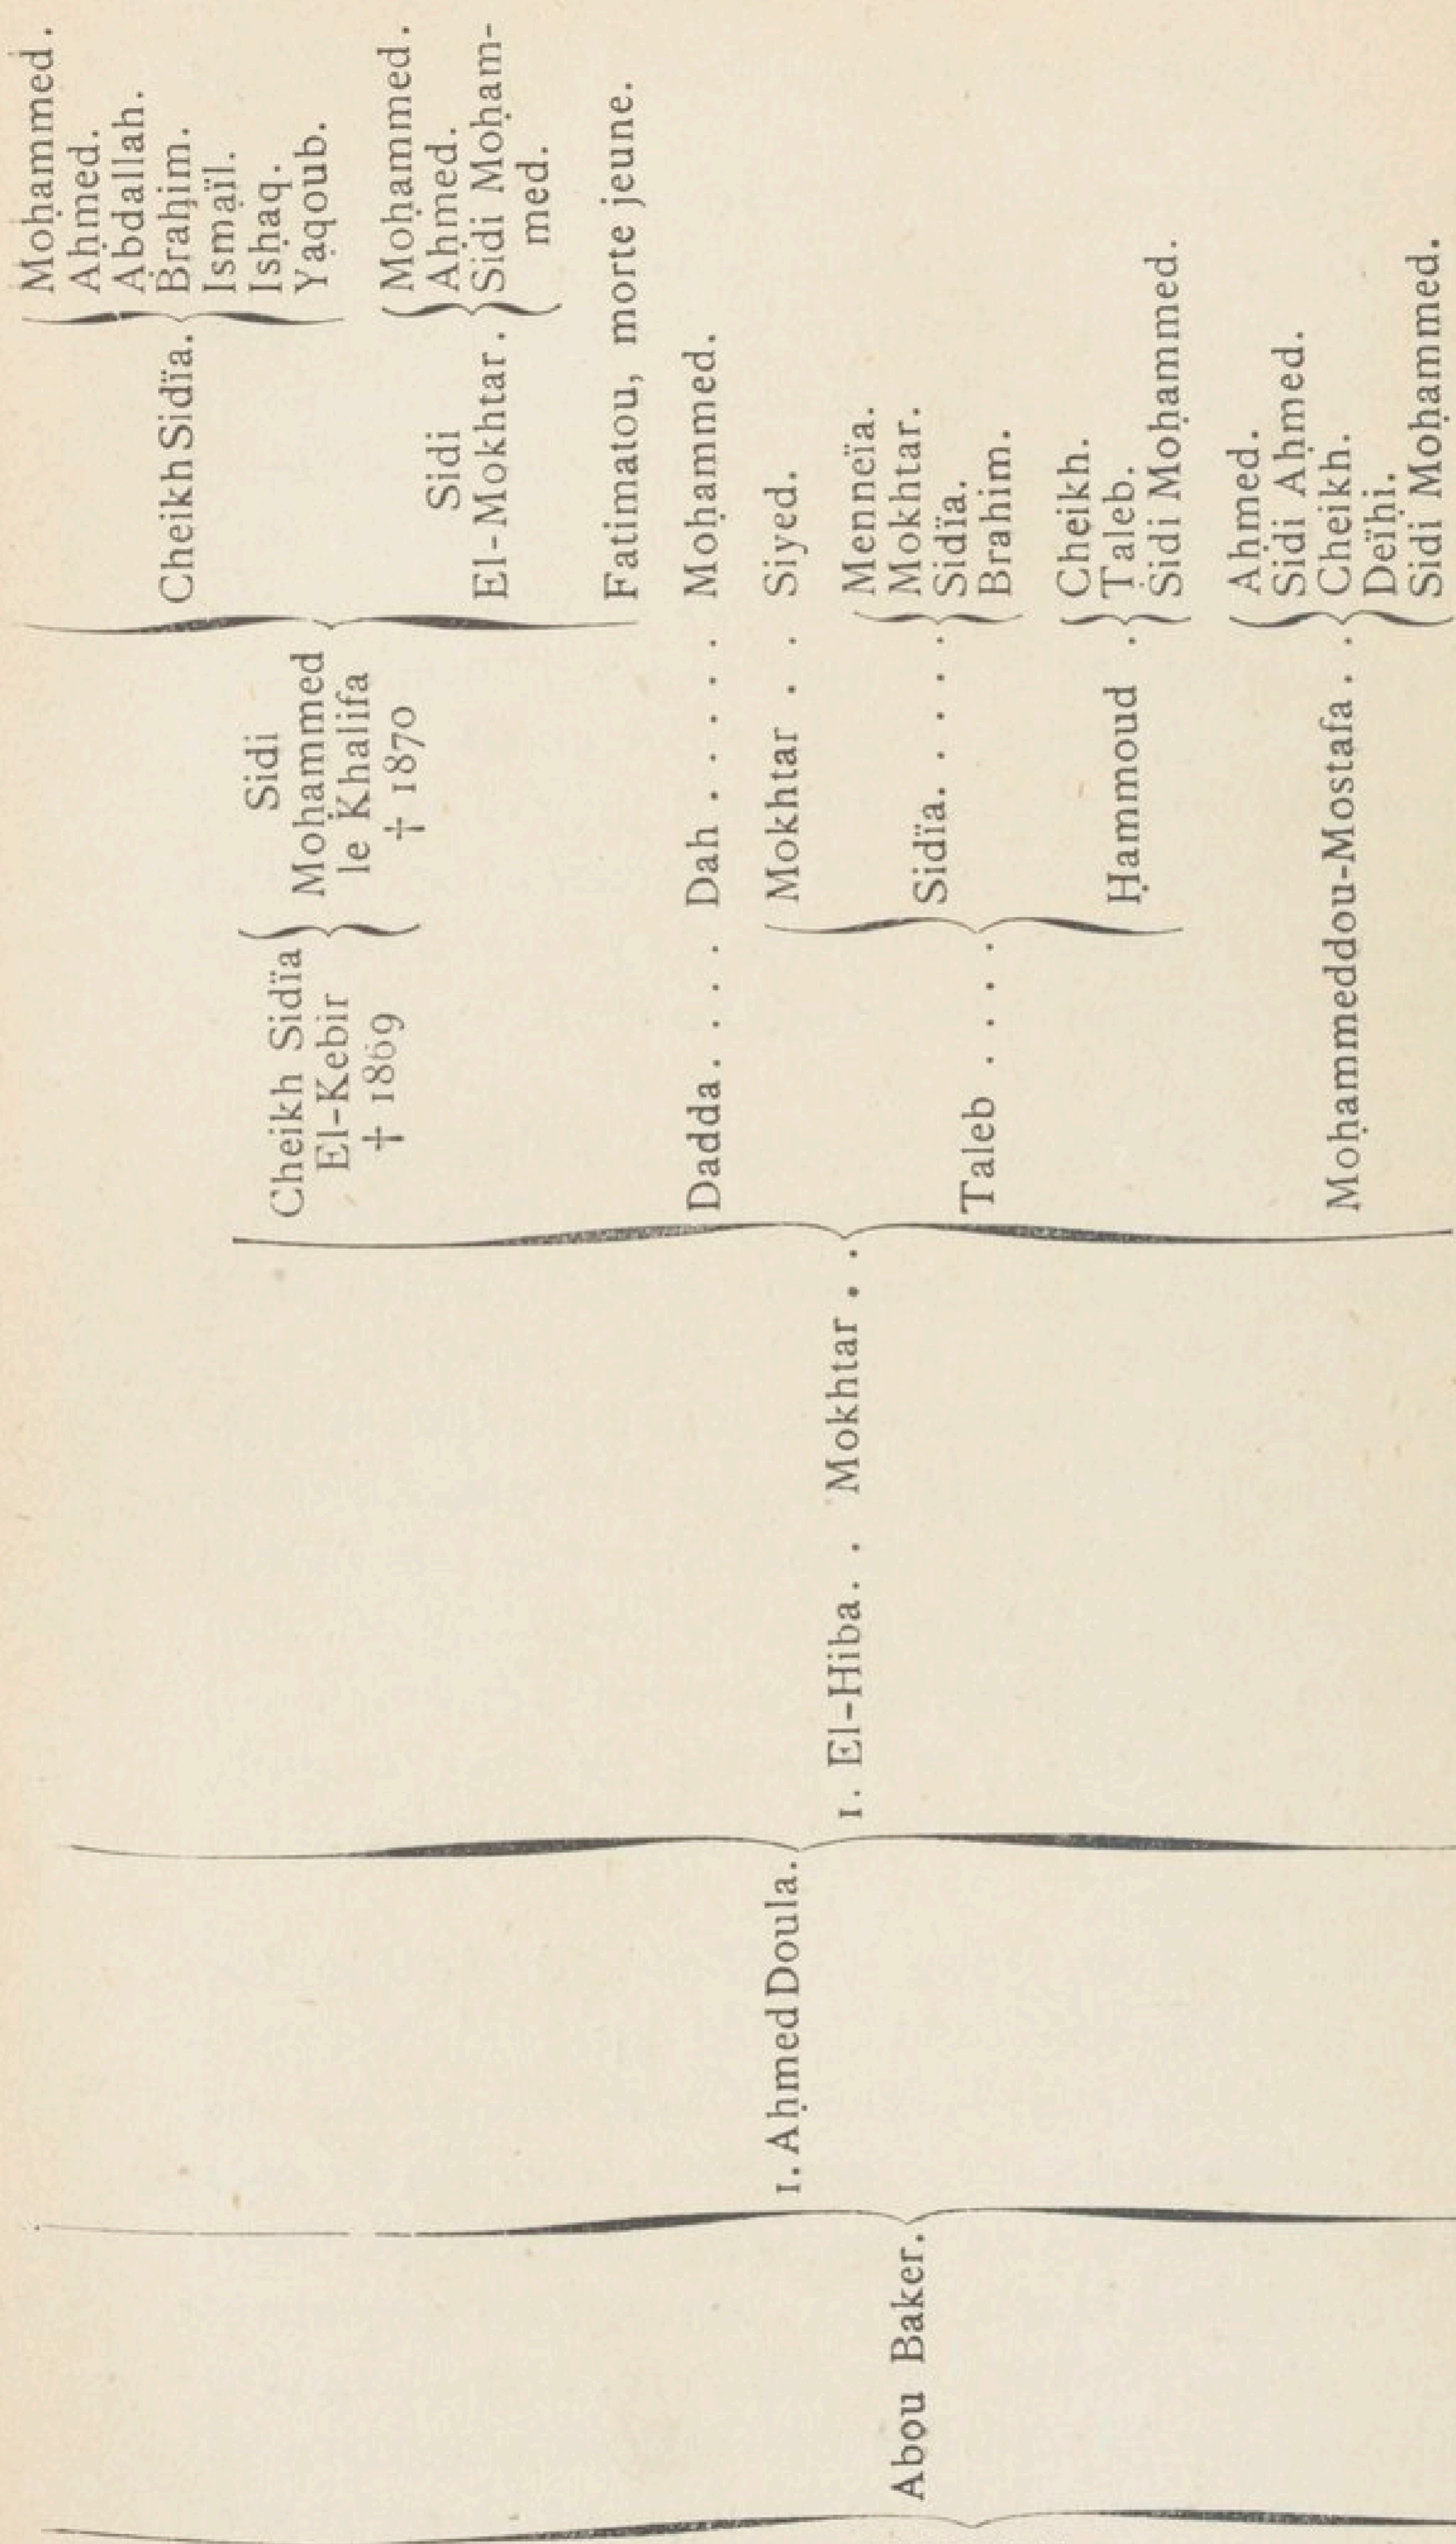 Abou Baker.
1. Aḥmed Doula.
1. El-Hiba. . Mokhtar . .
Cheikh Sidïa
El-Kebir
† 1869
Sidi
Moḥammed
le Khalifa
† 1870
Cheikh Sidïa.
Moḥammed.
Aḥmed.
Abdallah.
Brahim.
Ismaïl.
Isḥaq.
Yaqoub.
Sidi
El-Mokhtar.
Moḥammed.
Aḥmed.
Sidi Moḥam-
med.
Fatimatou, morte jeune.
Dadda. . . . Dah . . . . . Moḥammed.
Taleb . . . .
Mokhtar . . Siyed.
Sidïa. . . . .
Menneïa.
Mokhtar.
Sidïa.
Brahim.
Ḥammoud .
Cheikh.
Taleb.
Sidi Moḥammed.
Moḥammeddou-Mostafa . .
Aḥmed.
Sidi Aḥmed.
Cheikh.
Deïḥi.
Sidi Moḥammed.